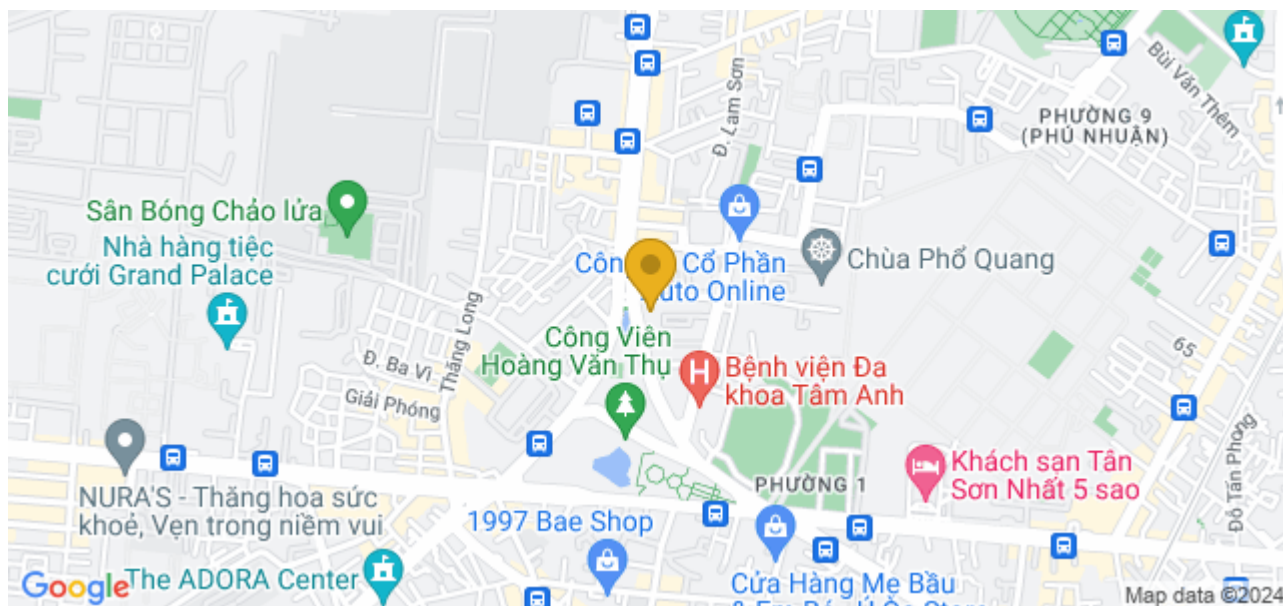 Đ. Lam Sơn
Bùi Văn Thêm
PHƯỜNG 9
(PHÚ NHUẬN)
Sân Bóng Chảo lửa
Nhà hàng tiệc
cưới Grand Palace
Cổ Phần
Auto Online
Chùa Phổ Quang
Thăng Long
Công Viên
Hoàng Văn Thụ
Đ. Ba Vì
Giải Phóng
Bệnh viện Đa
khoa Tâm Anh
65
Đỗ Tấn Phong
NURA'S - Thăng hoa sức
khoẻ, Vẹn trong niềm vui
PHƯỜNG 1
Khách sạn Tân
Sơn Nhất 5 sao
1997 Bae Shop
The ADORA Center
Cửa Hàng Mẹ Bầu
Google
Map data ©2024